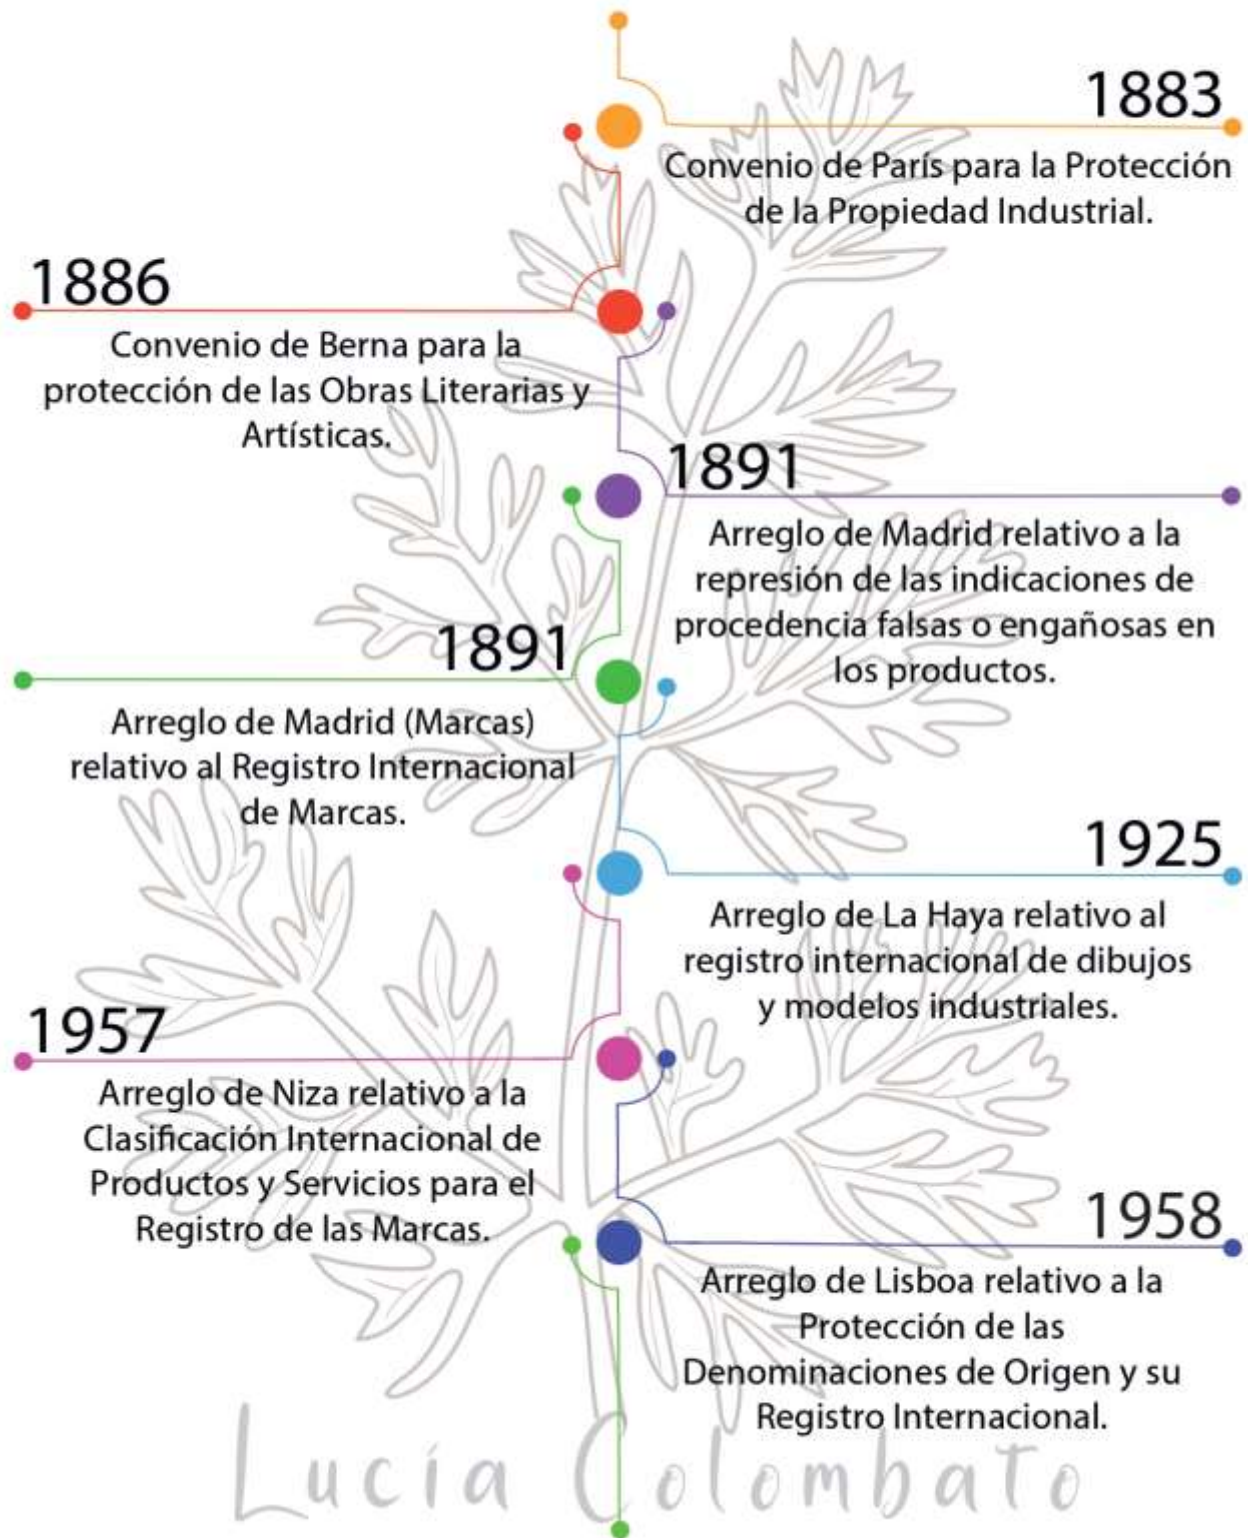 1883
Convenio de París para la Protección
de la Propiedad Industrial.
1886
Convenio de Berna para la
protección de las Obras Literarias y
Artísticas.
1891
Arreglo de Madrid relativo a la
represión de las indicaciones de
procedencia falsas o engañosas en
los productos.
1891
Arreglo de Madrid (Marcas)
relativo al Registro Internacional
de Marcas.
1925
Arreglo de La Haya relativo al
registro internacional de dibujos
y modelos industriales.
1957
Arreglo de Niza relativo a la
Clasificación Internacional de
Productos y Servicios para el
Registro de las Marcas.
1958
Arreglo de Lisboa relativo a la
Protección de las
Denominaciones de Origen y su
Registro Internacional.
Lucía Colombato